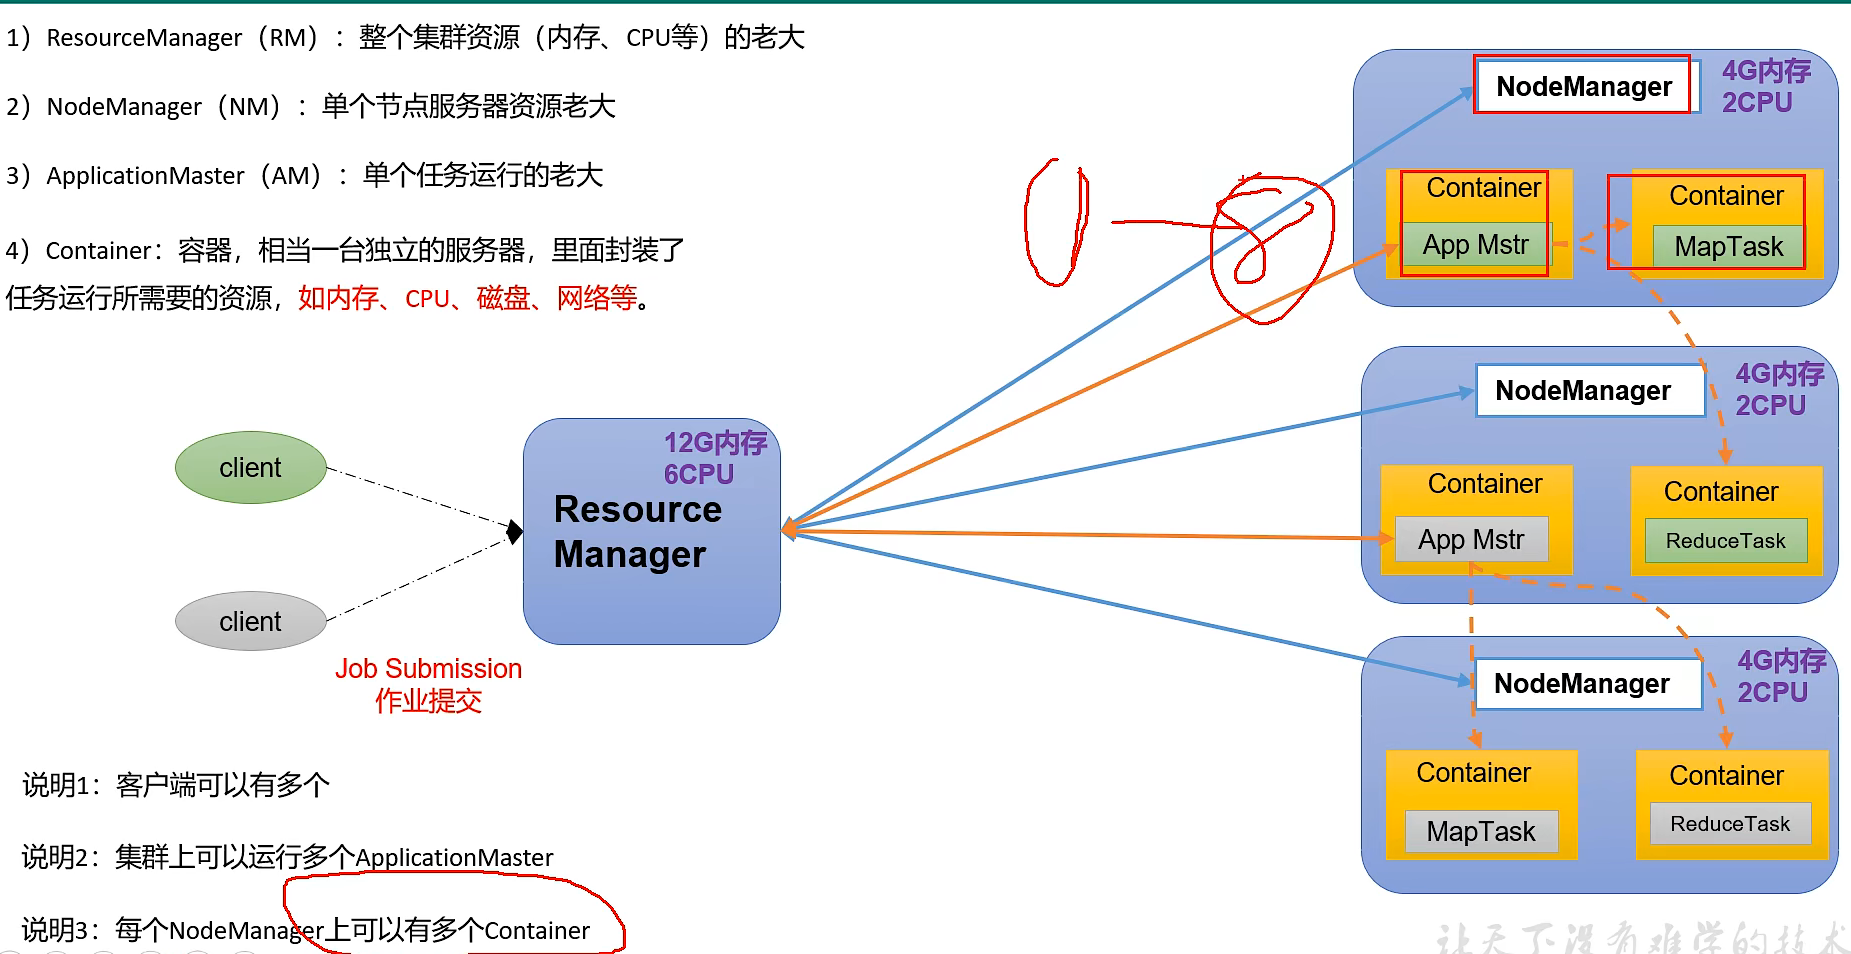 1）ResourceManager（RM）：整个集群资源（内存、CPU等）的老大
2）NodeManager（NM）：单个节点服务器资源老大
3）ApplicationMaster（AM）：单个任务运行的老大
4）Container：容器，相当一台独立的服务器，里面封装了
任务运行所需要的资源，如内存、CPU、磁盘、网络等。
client
client
Job Submission
作业提交
12G内存
6CPU
Resource
Manager
NodeManager
4G内存
2CPU
Container
App Mstr
Container
MapTask
NodeManager
4G内存
2CPU
Container
App Mstr
Container
ReduceTask
NodeManager
4G内存
2CPU
Container
MapTask
Container
ReduceTask
说明1：客户端可以有多个
说明2：集群上可以运行多个ApplicationMaster
说明3：每个NodeManager上可以有多个Container
让天下没有难学的技术